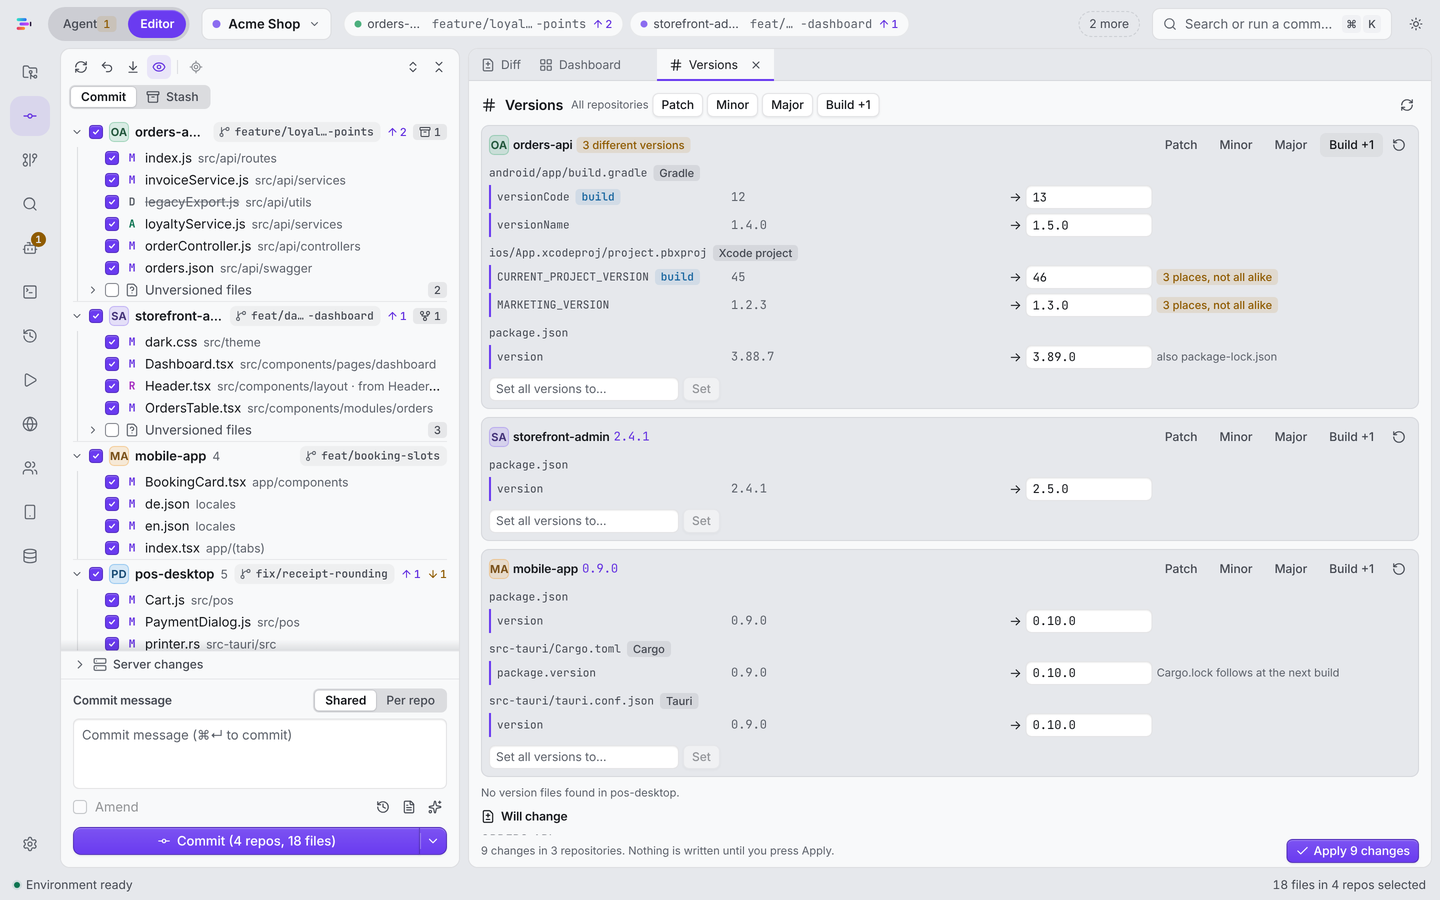 Agent 1 Editor Acme Shop orders-... feature/loyal…-points ↑ 2 storefront-ad... feat/… -dashboard ↑ 1 2 more Search or run a comm... ⌘ K
Commit Stash
OA orders-a... feature/loyal…-points ↑ 2 1
M index.js src/api/routes
M invoiceService.js src/api/services
D legacyExport.js src/api/utils
A loyaltyService.js src/api/services
M orderController.js src/api/controllers
M orders.json src/api/swagger
Unversioned files 2
SA storefront-a... feat/da… -dashboard ↑ 1 1
M dark.css src/theme
M Dashboard.tsx src/components/pages/dashboard
R Header.tsx src/components/layout · from Header...
M OrdersTable.tsx src/components/modules/orders
Unversioned files 3
MA mobile-app 4 feat/booking-slots
M BookingCard.tsx app/components
M de.json locales
M en.json locales
M index.tsx app/(tabs)
PD pos-desktop 5 fix/receipt-rounding ↑ 1 ↓ 1
M Cart.js src/pos
M PaymentDialog.js src/pos
M printer.rs src-tauri/src
Server changes
Commit message Shared Per repo
Commit message (⌘↵ to commit)
Amend
Commit (4 repos, 18 files)
Diff Dashboard # Versions
# Versions All repositories Patch Minor Major Build +1
OA orders-api 3 different versions Patch Minor Major Build +1
android/app/build.gradle Gradle
versionCode build 12 → 13
versionName 1.4.0 → 1.5.0
ios/App.xcodeproj/project.pbxproj Xcode project
CURRENT_PROJECT_VERSION build 45 → 46 3 places, not all alike
MARKETING_VERSION 1.2.3 → 1.3.0 3 places, not all alike
package.json
version 3.88.7 → 3.89.0 also package-lock.json
Set all versions to... Set
SA storefront-admin 2.4.1 Patch Minor Major Build +1
package.json
version 2.4.1 → 2.5.0
Set all versions to... Set
MA mobile-app 0.9.0 Patch Minor Major Build +1
package.json
version 0.9.0 → 0.10.0
src-tauri/Cargo.toml Cargo
package.version 0.9.0 → 0.10.0 Cargo.lock follows at the next build
src-tauri/tauri.conf.json Tauri
version 0.9.0 → 0.10.0
Set all versions to... Set
No version files found in pos-desktop.
Will change
9 changes in 3 repositories. Nothing is written until you press Apply. Apply 9 changes
1
Environment ready 18 files in 4 repos selected